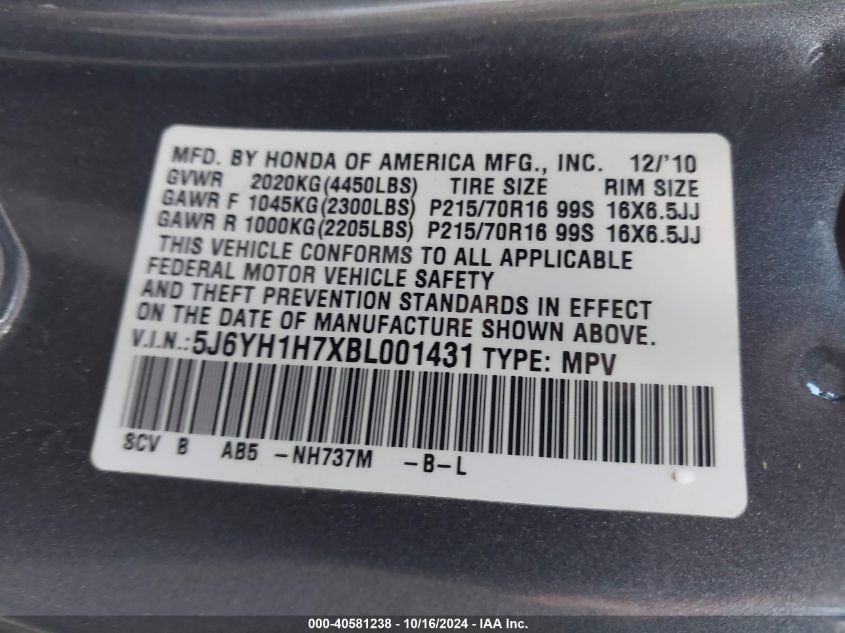 MFD. BY HONDA OF AMERICA MFG., INC. 12/'10
GVWR 2020KG(4450LBS) TIRE SIZE RIM SIZE
GAWR F 1045KG(2300LBS) P215/70R16 99S 16X6.5JJ
GAWR R 1000KG(2205LBS) P215/70R16 99S 16X6.5JJ
THIS VEHICLE CONFORMS TO ALL APPLICABLE
FEDERAL MOTOR VEHICLE SAFETY
AND THEFT PREVENTION STANDARDS IN EFFECT
ON THE DATE OF MANUFACTURE SHOWN ABOVE.
V.I.N.:5J6YH1H7XBL001431 TYPE: MPV
SCV B AB5 -NH737M -B-L
000-40581238 - 10/16/2024 - IAA Inc.